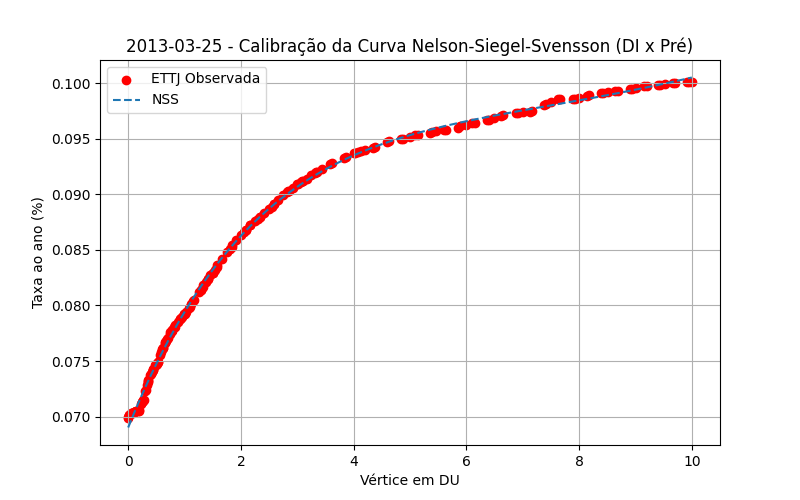 2013-03-25 - Calibração da Curva Nelson-Siegel-Svensson (DI x Pré)
ETTJ Observada
NSS
Taxa ao ano (%)
0.100
0.095
0.090
0.085
0.080
0.075
0.070
0 2 4 6 8 10
Vértice em DU